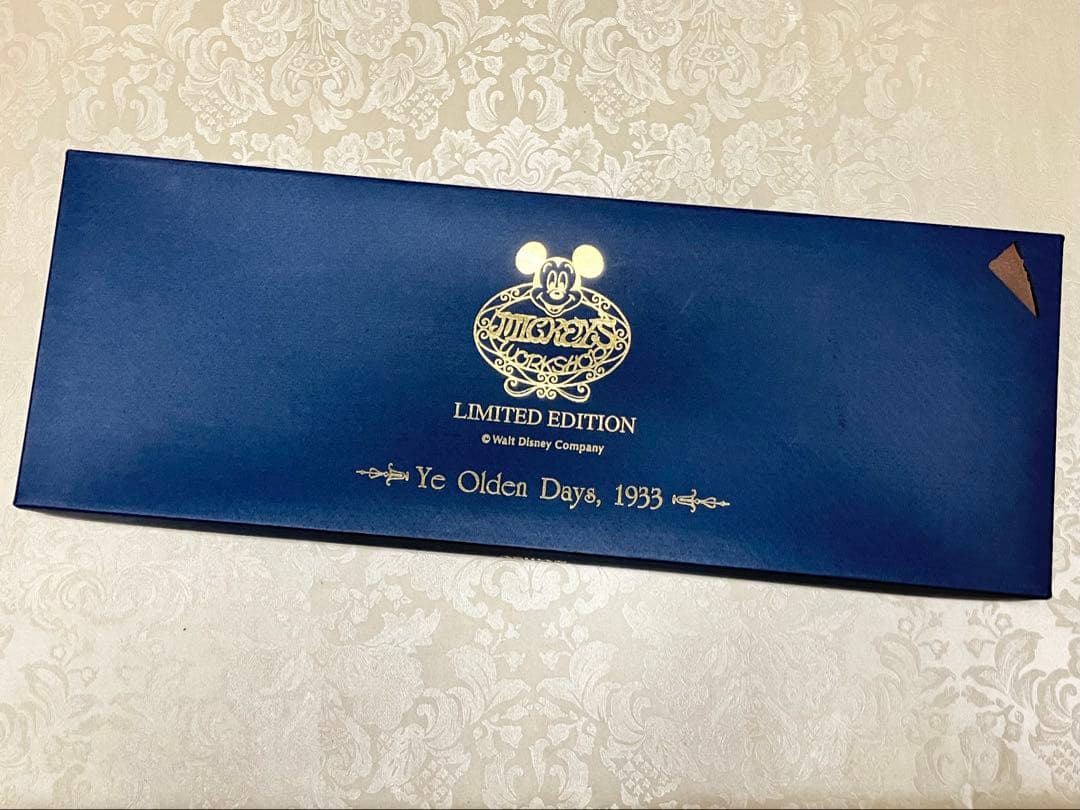 MICKEY'S
WORKSHOP
LIMITED EDITION
© Walt Disney Company
Ye Olden Days, 1933